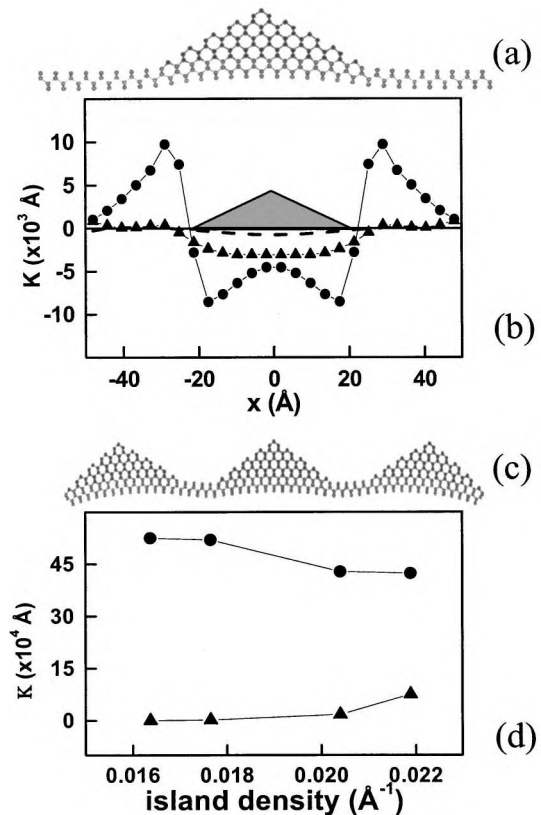 (a)
10
5
0
-5
-10
K (x10³ Å)
-40 -20 0 20 40
x (Å)
(b)
(c)
45
30
15
0
K (x10⁴ Å)
0.016 0.018 0.020 0.022
island density (Å⁻¹)
(d)